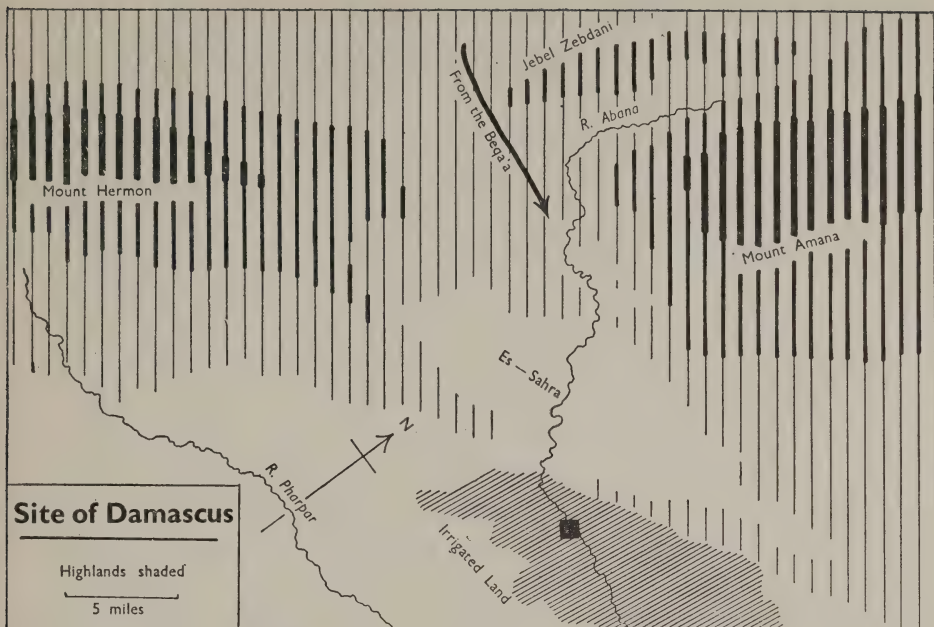 Jebel Zebdani
From the Beqa'a
R. Abana
Mount Hermon
Mount Amana
Es — Sahra
N
R. Pharpar
Irrigated Land
Site of Damascus
Highlands shaded
5 miles